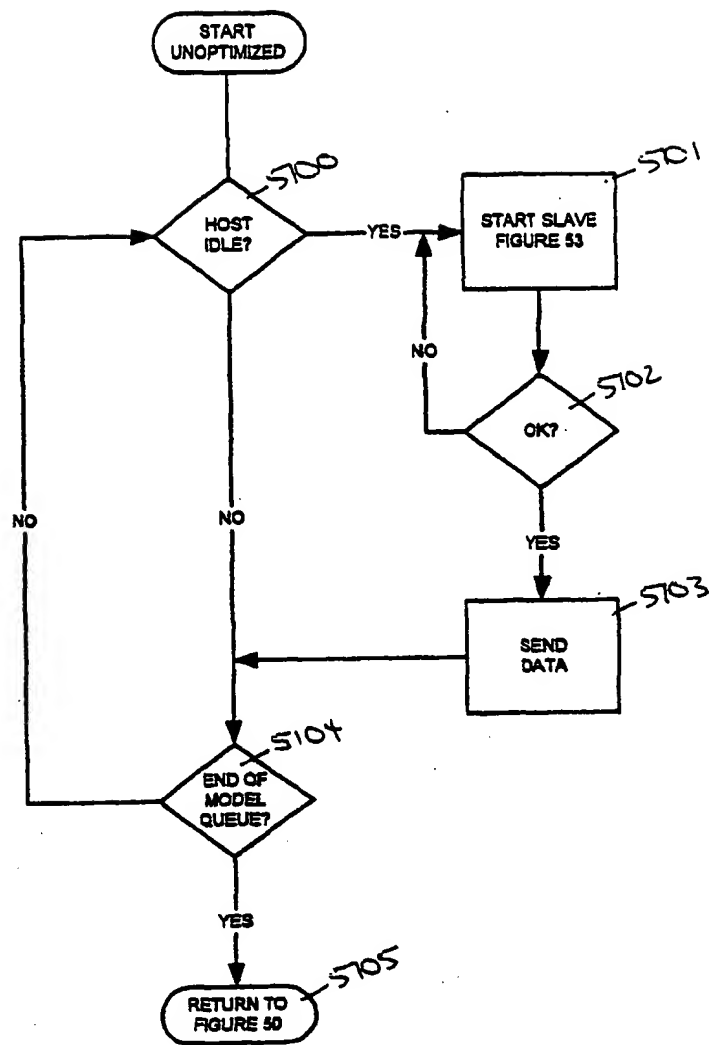 START
UNOPTIMIZED
5700
HOST
IDLE?
YES
5701
START SLAVE
FIGURE 53
NO
5702
OK?
NO
NO
YES
5703
SEND
DATA
5704
END OF
MODEL
QUEUE?
YES
5705
RETURN TO
FIGURE 50